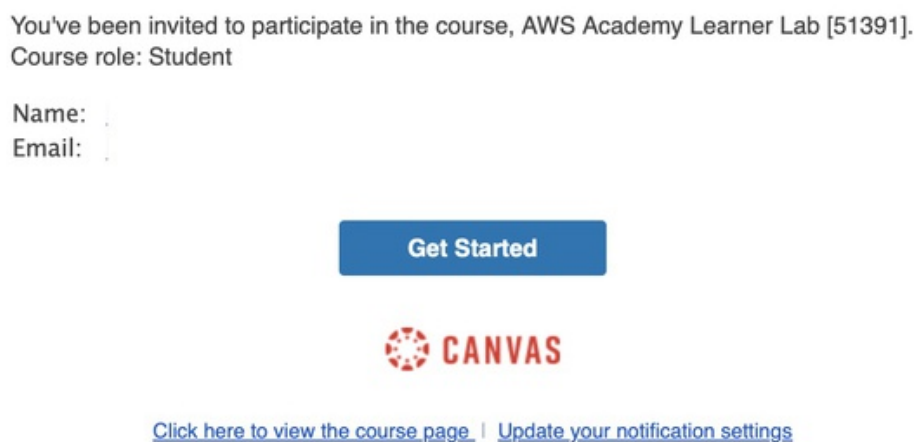 You've been invited to participate in the course, AWS Academy Learner Lab [51391].
Course role: Student
Name:
Email:
Get Started
CANVAS
Click here to view the course page | Update your notification settings